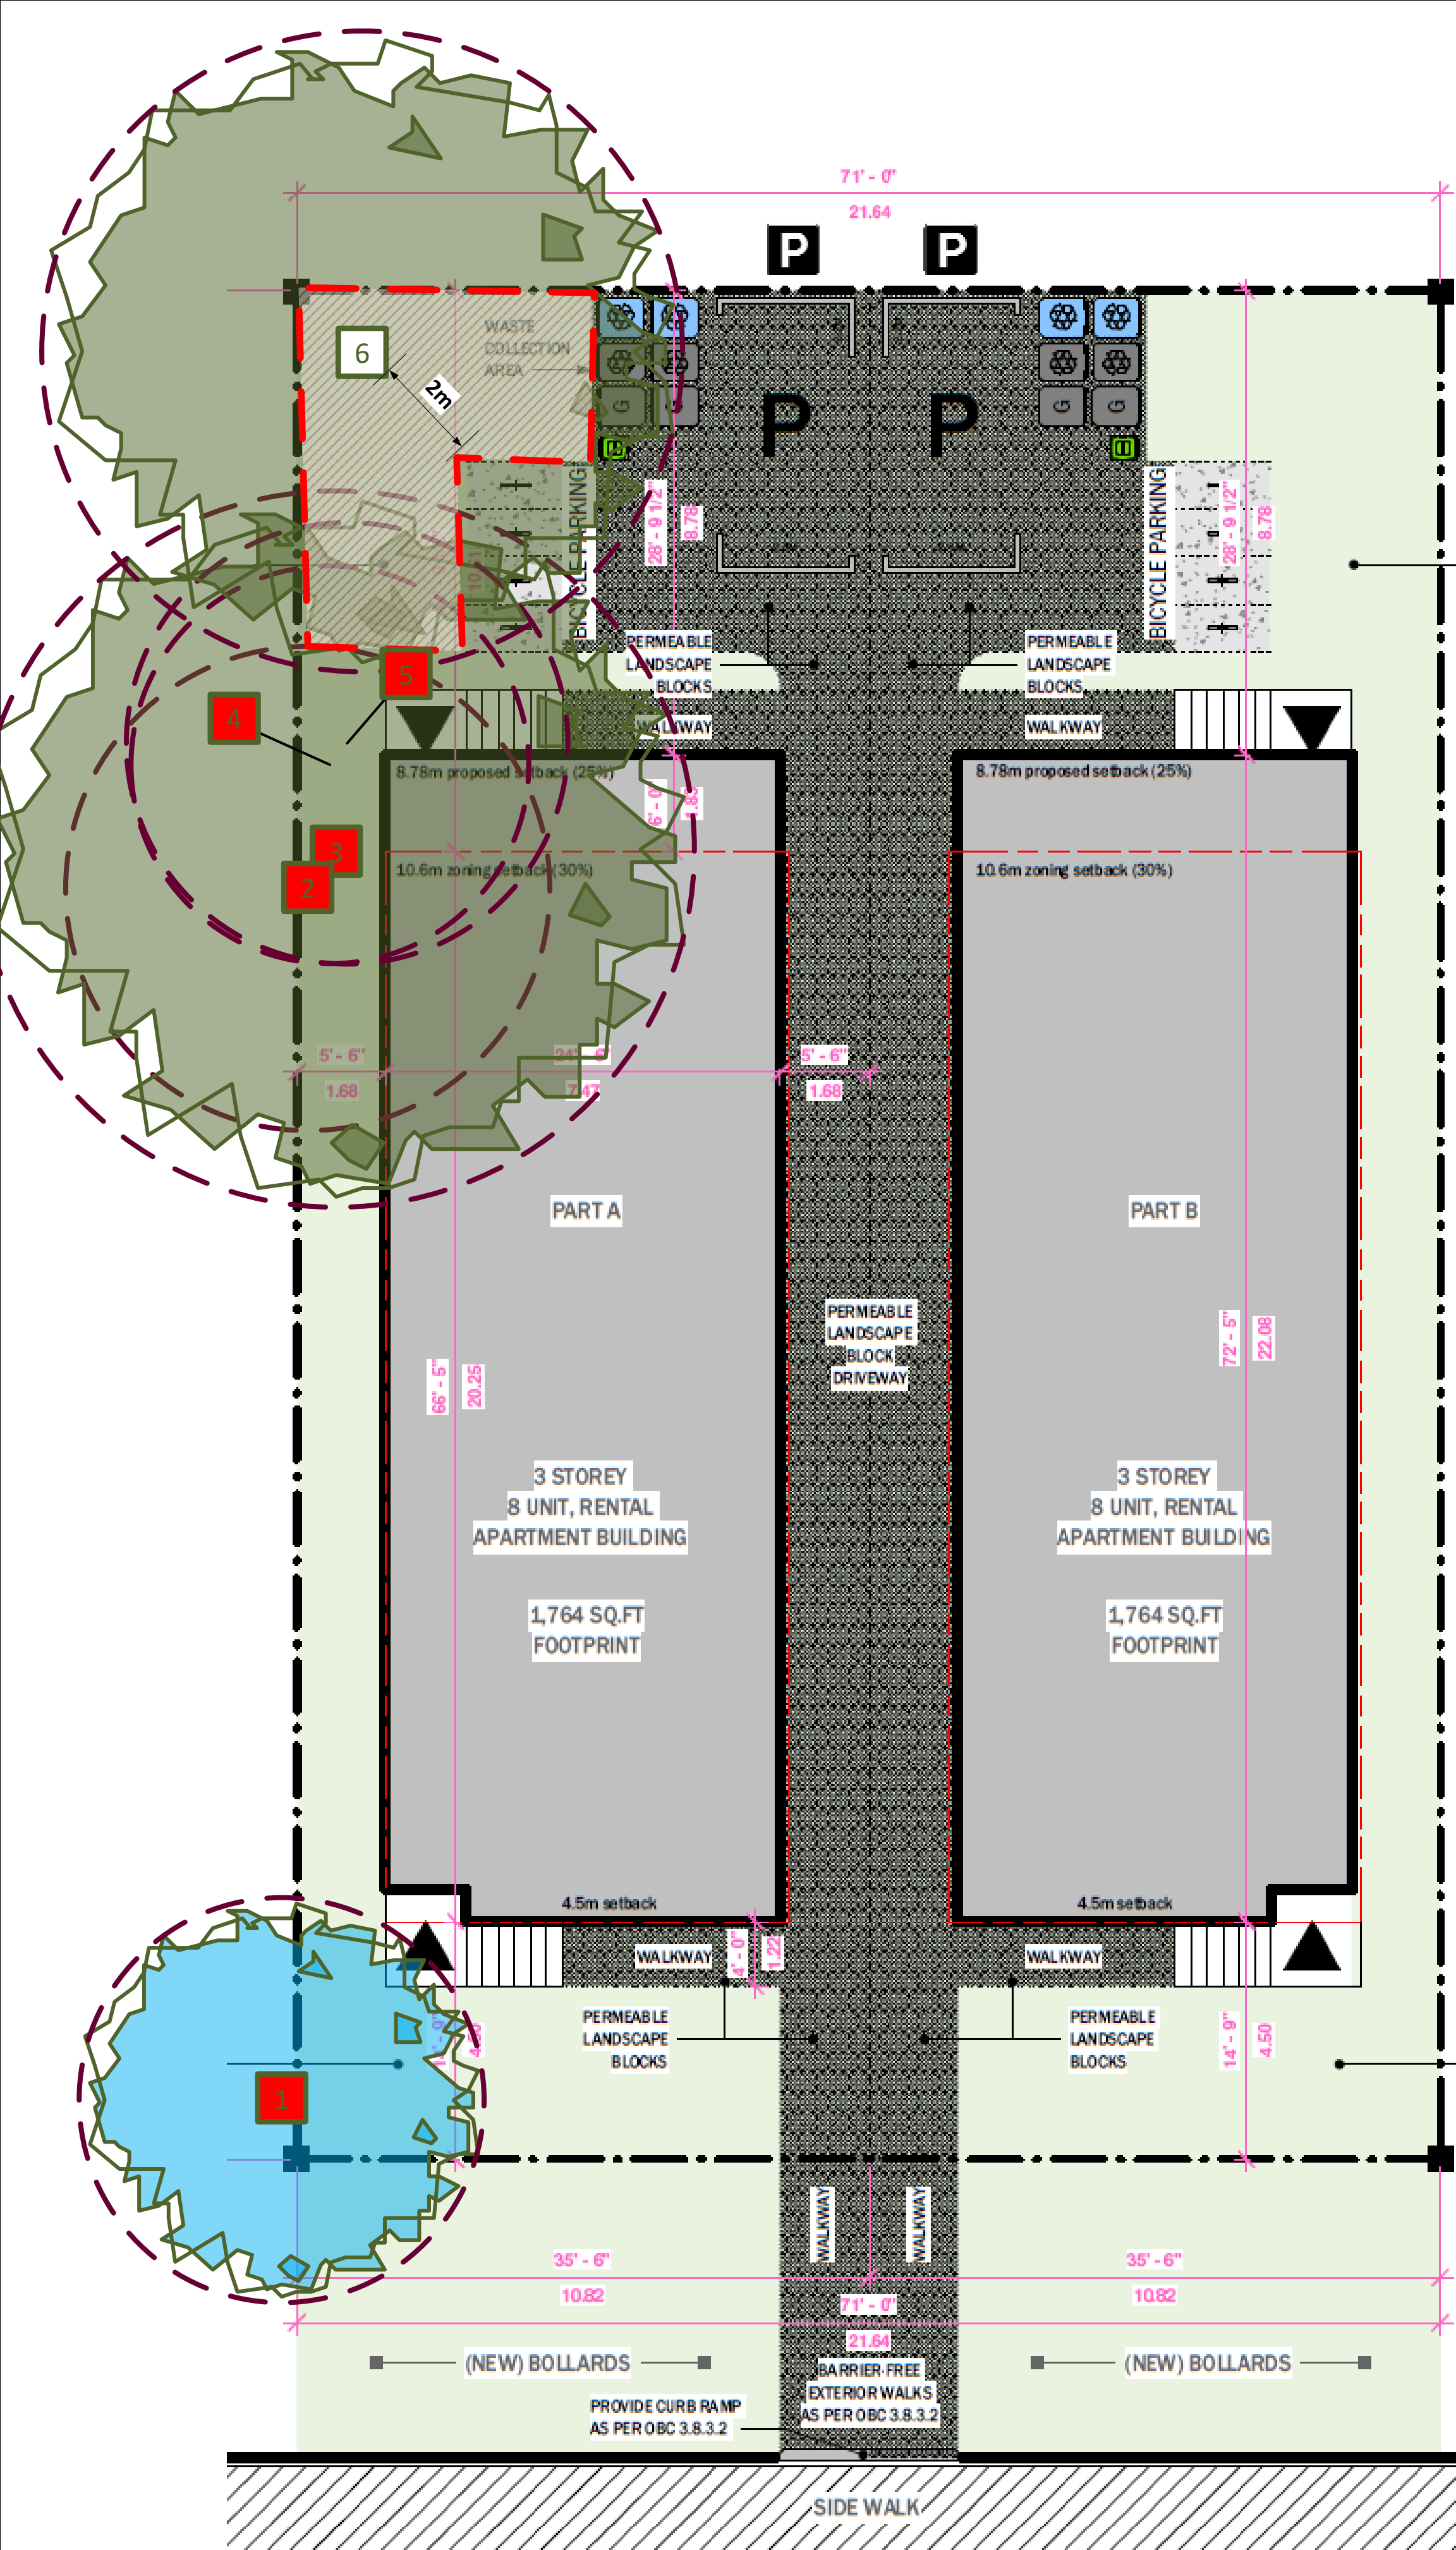 71' - 0"
21.64
P
P
6
2m
WASTE
COLLECTION
AREA
G
G
G
G
P
P
BICYCLE PARKING
28' - 9 1/2"
8.78
BICYCLE PARKING
28' - 9 1/2"
8.78
PERMEABLE
LANDSCAPE
BLOCKS
PERMEABLE
LANDSCAPE
BLOCKS
5
4
WALKWAY
WALKWAY
8.78m proposed setback (25%)
8.78m proposed setback (25%)
6' - 0"
1.83
3
2
10.6m zoning setback (30%)
10.6m zoning setback (30%)
5' - 6"
1.68
7.47
5' - 6"
1.68
PART A
PART B
PERMEABLE
LANDSCAPE
BLOCK
DRIVEWAY
66' - 5"
20.25
72' - 5"
22.08
3 STOREY
8 UNIT, RENTAL
APARTMENT BUILDING
3 STOREY
8 UNIT, RENTAL
APARTMENT BUILDING
1,764 SQ.FT
FOOTPRINT
1,764 SQ.FT
FOOTPRINT
4.5m setback
4.5m setback
WALKWAY
4' - 0"
1.22
WALKWAY
PERMEABLE
LANDSCAPE
BLOCKS
PERMEABLE
LANDSCAPE
BLOCKS
14' - 9"
4.50
14' - 9"
4.50
1
WALKWAY
WALKWAY
35' - 6"
10.82
35' - 6"
10.82
71' - 0"
21.64
(NEW) BOLLARDS
(NEW) BOLLARDS
BARRIER-FREE
EXTERIOR WALKS
AS PER OBC 3.8.3.2
PROVIDE CURB RAMP
AS PER OBC 3.8.3.2
SIDE WALK